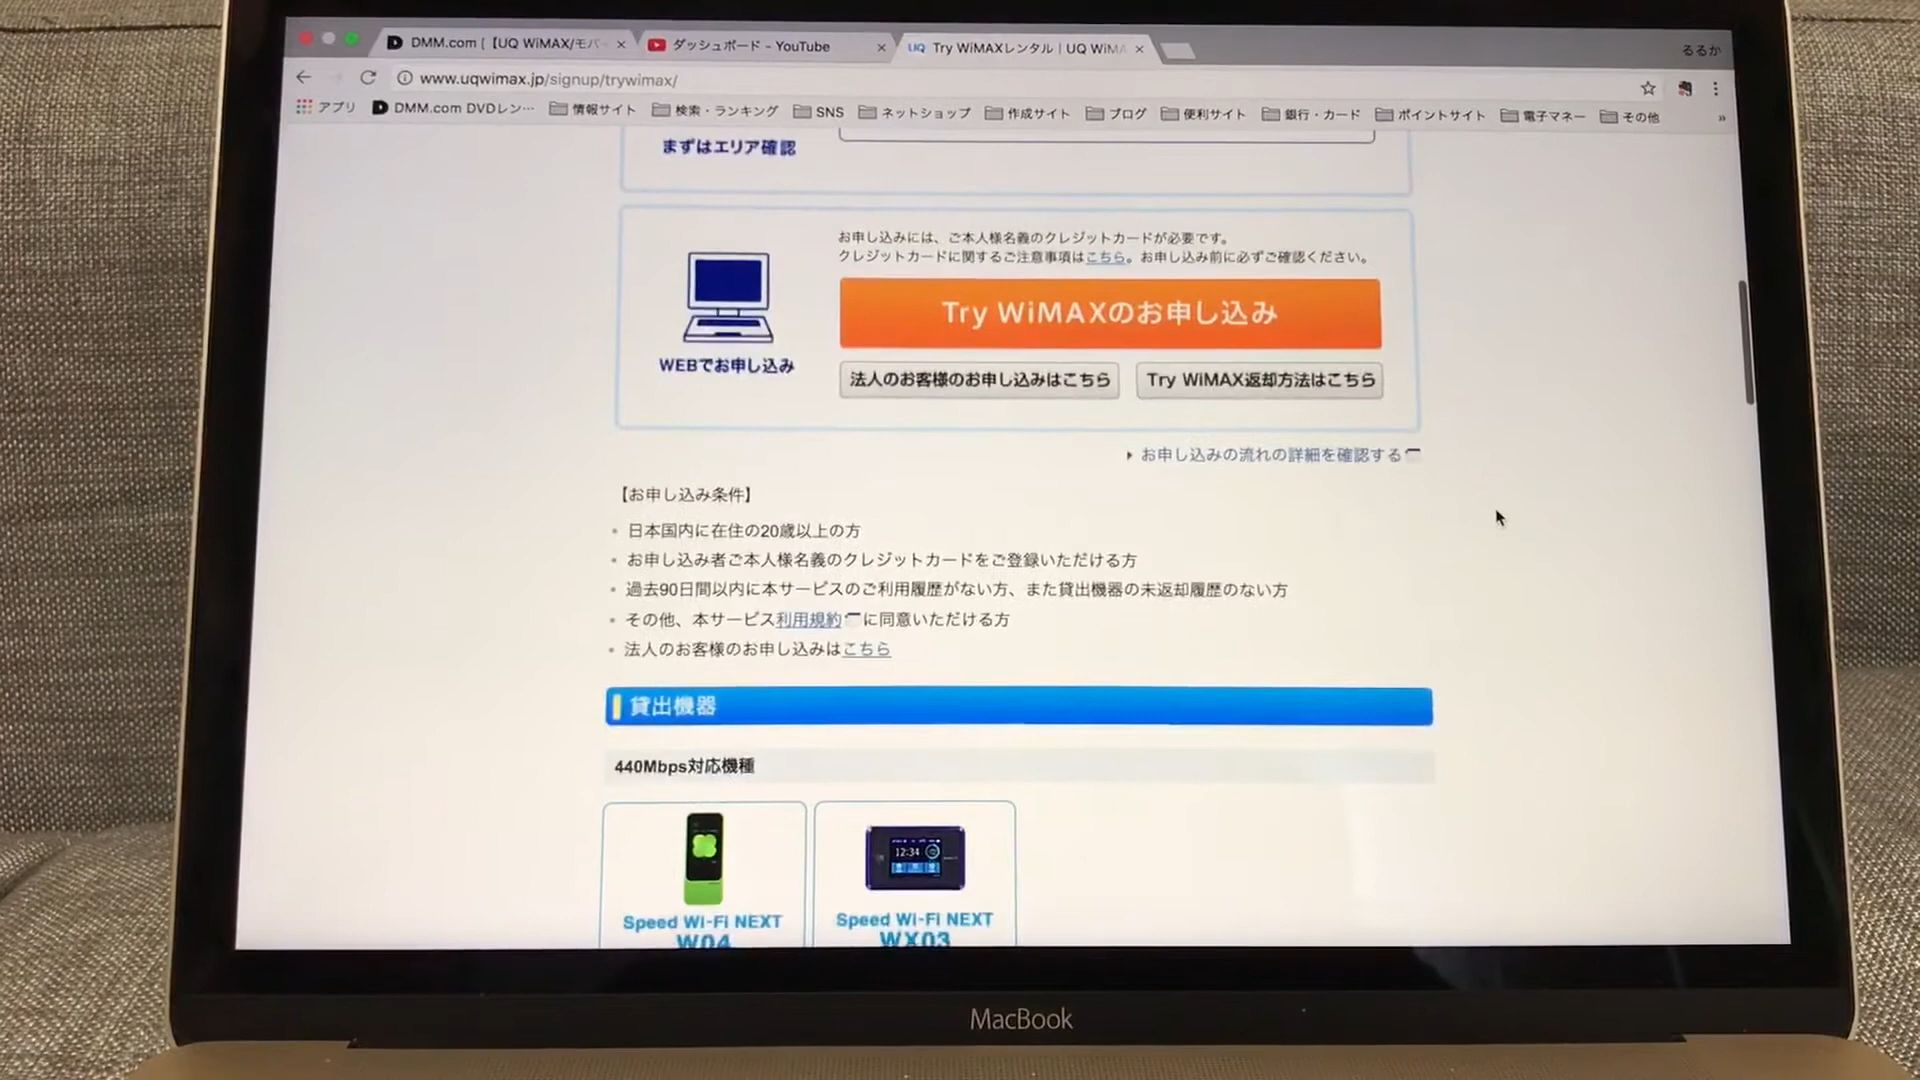 DMM.com [【UQ WiMAX/モバ
ダッシュボード - YouTube
UQ Try WiMAXレンタル | UQ WiMA
るるか
www.uqwimax.jp/signup/trywimax/
アプリ
DMM.com DVDレン…
情報サイト
検索・ランキング
SNS
ネットショップ
作成サイト
ブログ
便利サイト
銀行・カード
ポイントサイト
電子マネー
その他
»
まずはエリア確認
お申し込みには、ご本人様名義のクレジットカードが必要です。
クレジットカードに関するご注意事項はこちら。お申し込み前に必ずご確認ください。
Try WiMAXのお申し込み
WEBでお申し込み
法人のお客様のお申し込みはこちら
Try WiMAX返却方法はこちら
お申し込みの流れの詳細を確認する
【お申し込み条件】
日本国内に在住の20歳以上の方
お申し込み者ご本人様名義のクレジットカードをご登録いただける方
過去90日間以内に本サービスのご利用履歴がない方、また貸出機器の未返却履歴のない方
その他、本サービス利用規約に同意いただける方
法人のお客様のお申し込みはこちら
貸出機器
440Mbps対応機種
12:34
Speed Wi-Fi NEXT
W04
Speed Wi-Fi NEXT
WX03
MacBook